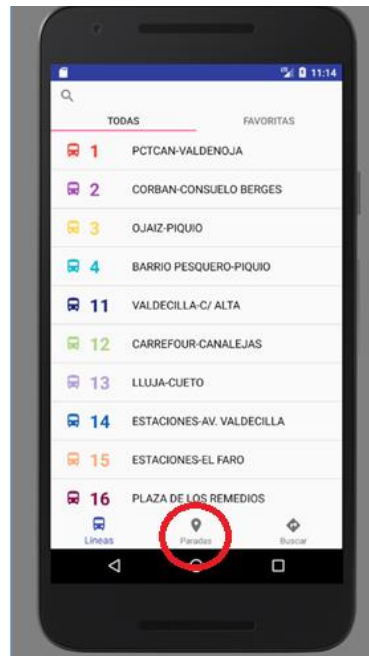 11:14
TODAS FAVORITAS
1 PCTCAN-VALDENOJA
2 CORBAN-CONSUELO BERGES
3 OJAIZ-PIQUIO
4 BARRIO PESQUERO-PIQUIO
11 VALDECILLA-C/ ALTA
12 CARREFOUR-CANALEJAS
13 LLUJA-CUETO
14 ESTACIONES-AV. VALDECILLA
15 ESTACIONES-EL FARO
16 PLAZA DE LOS REMEDIOS
Lineas Paradas Buscar